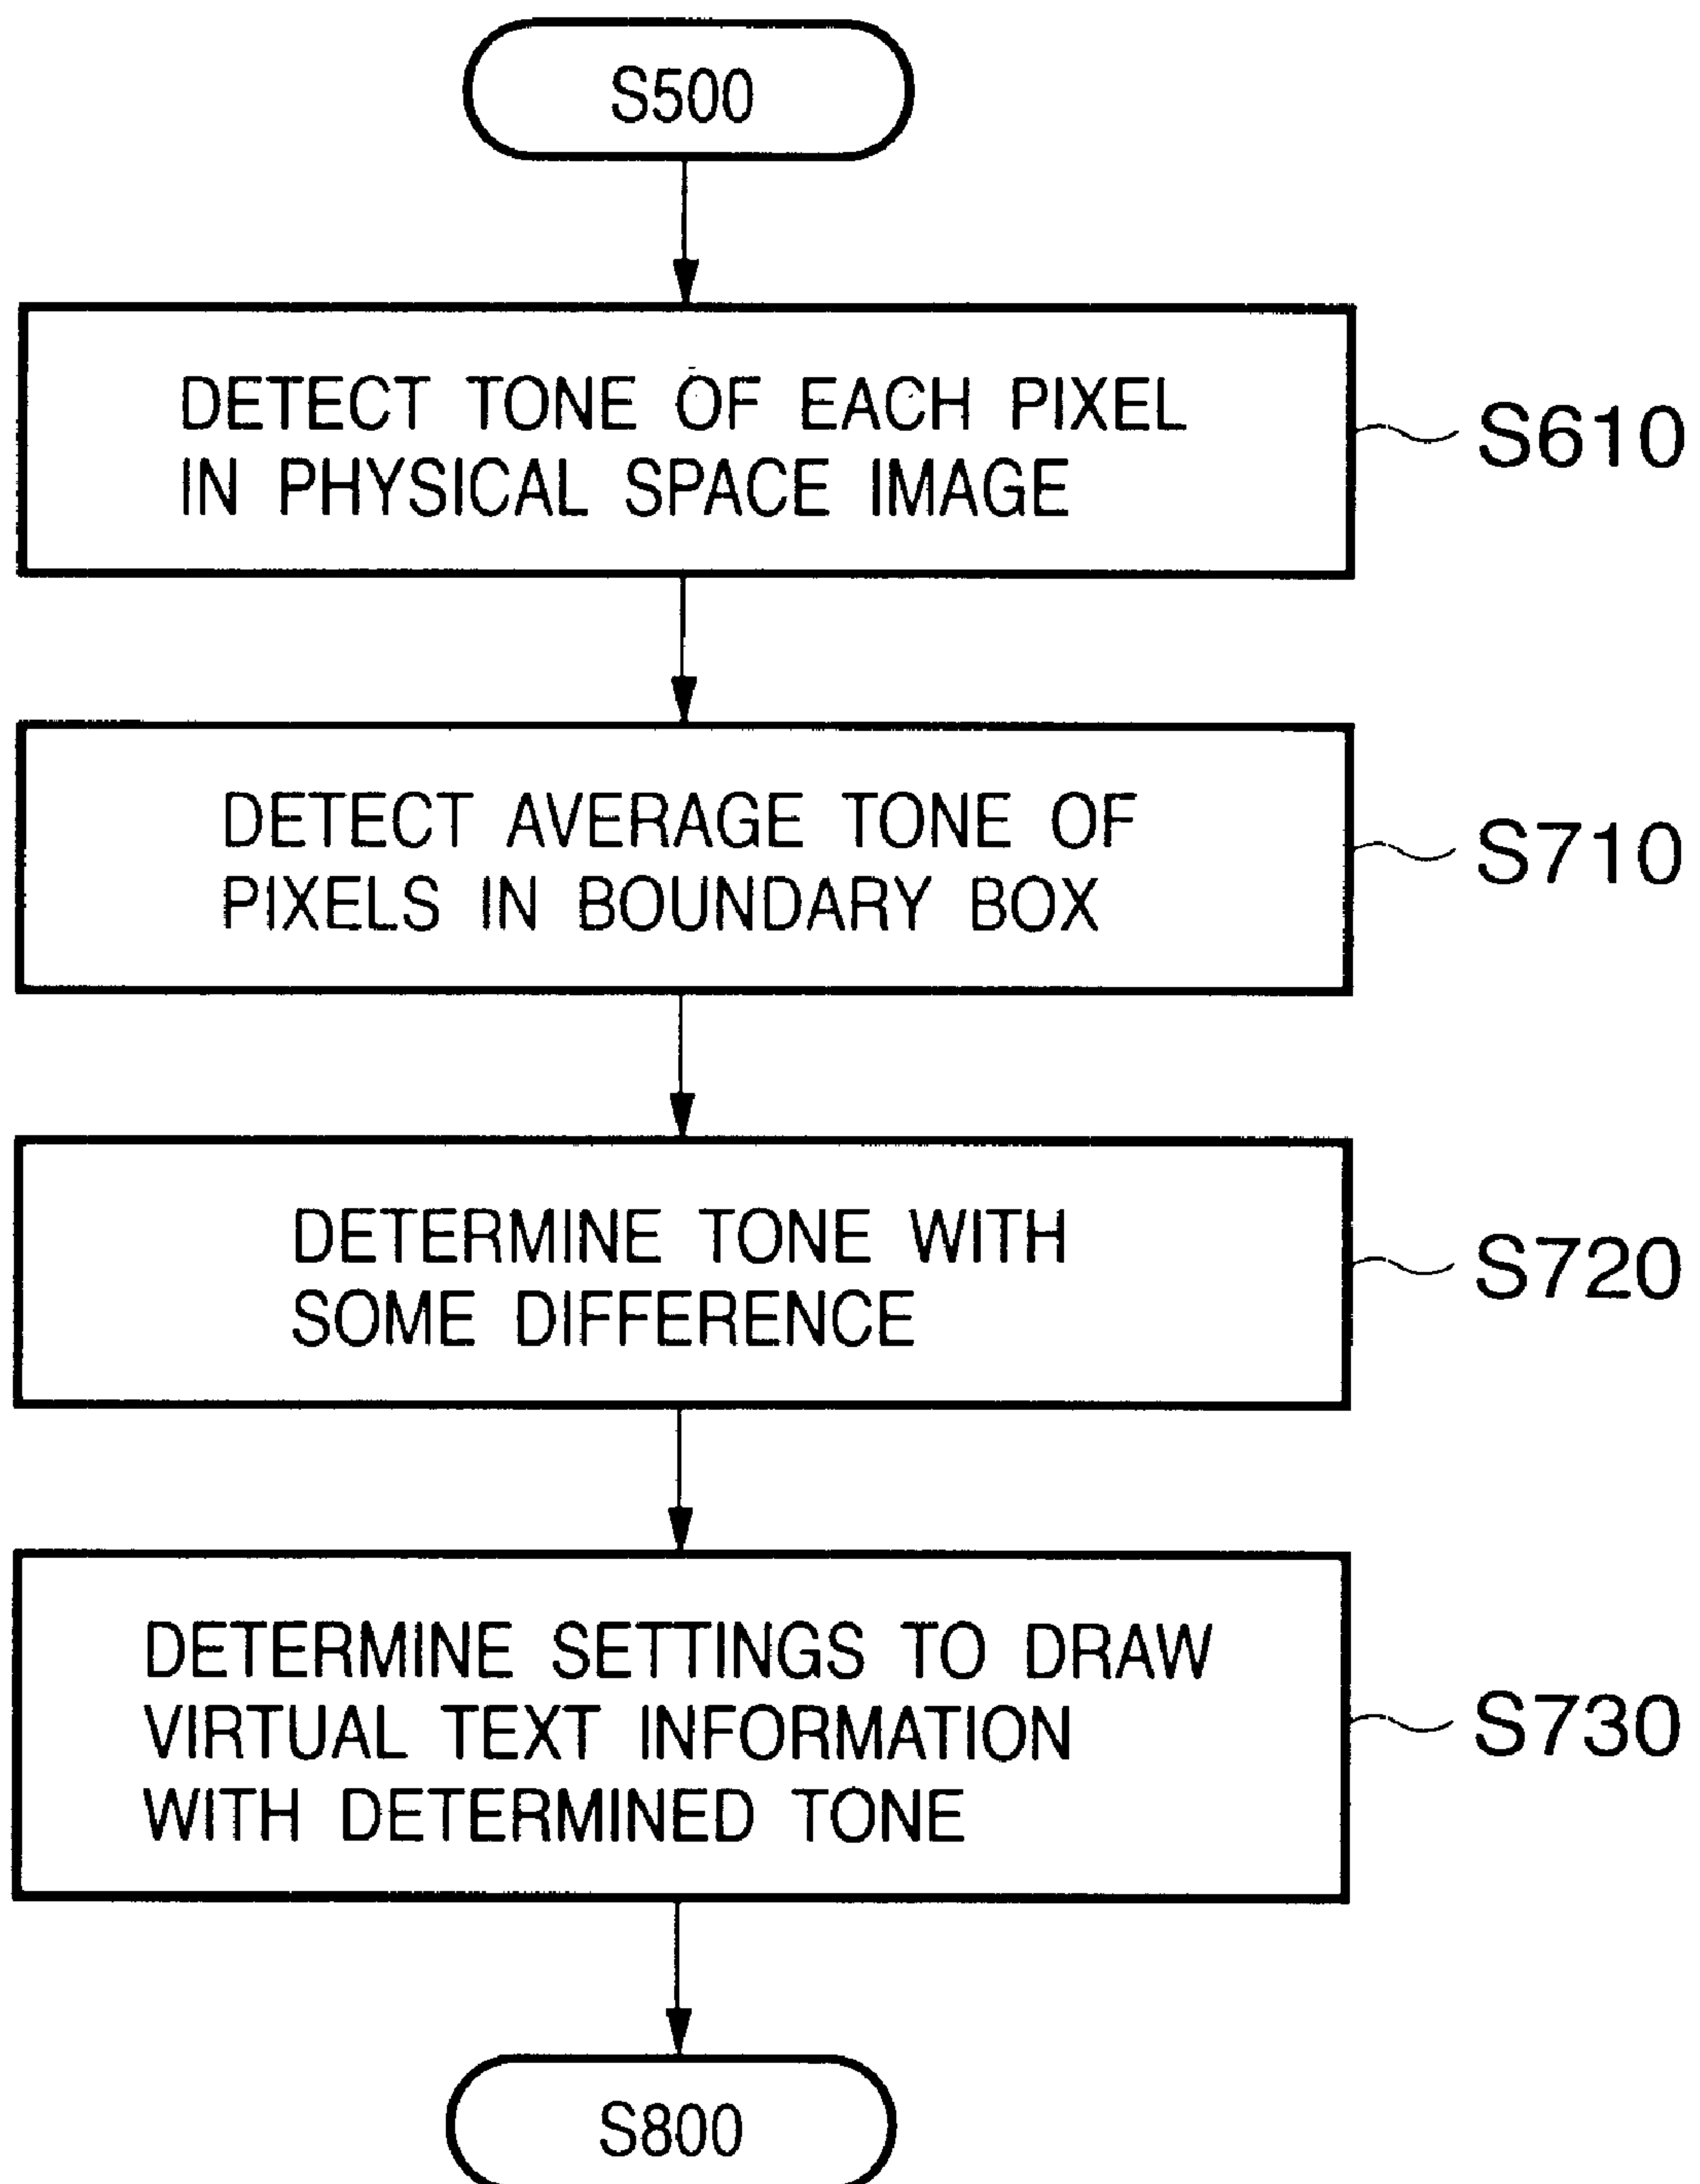 S500
DETECT TONE OF EACH PIXEL
IN PHYSICAL SPACE IMAGE
S610
DETECT AVERAGE TONE OF
PIXELS IN BOUNDARY BOX
S710
DETERMINE TONE WITH
SOME DIFFERENCE
S720
DETERMINE SETTINGS TO DRAW
VIRTUAL TEXT INFORMATION
WITH DETERMINED TONE
S730
S800